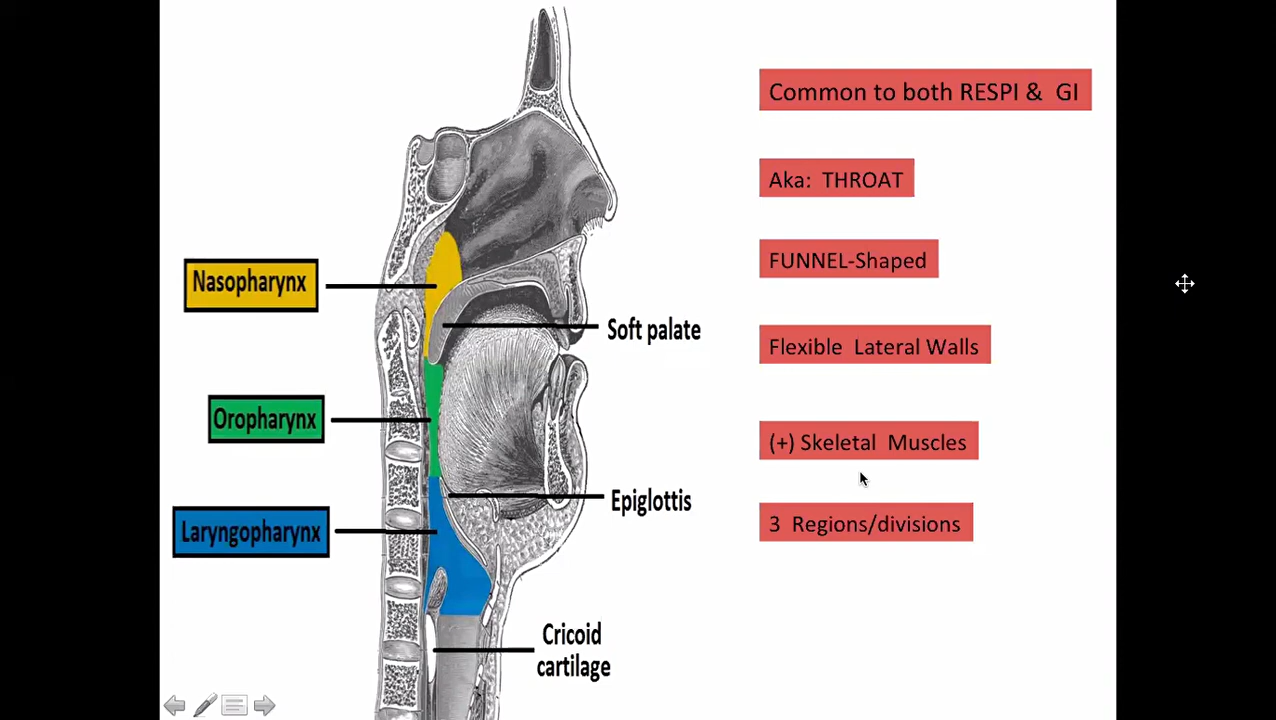 Common to both RESPI & GI
Aka: THROAT
FUNNEL-Shaped
Nasopharynx
Soft palate
Flexible Lateral Walls
Oropharynx
(+) Skeletal Muscles
Epiglottis
Laryngopharynx
3 Regions/divisions
Cricoid
cartilage